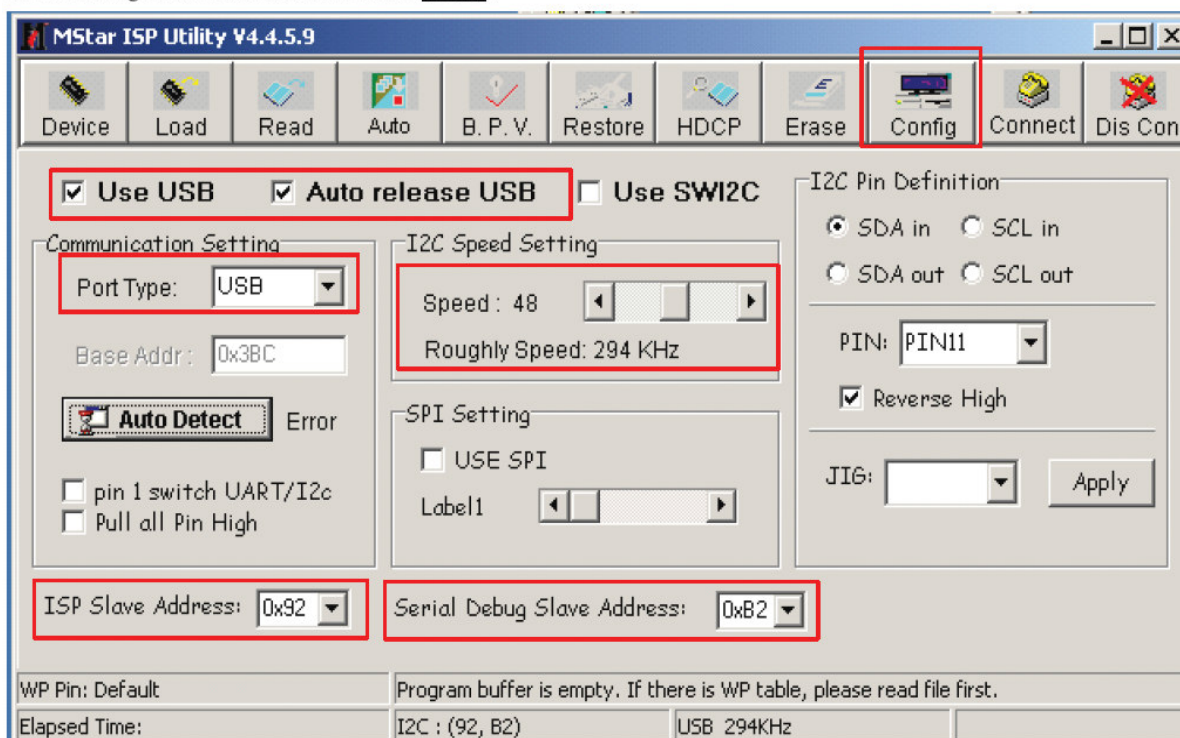 MStar ISP Utility V4.4.5.9
Device Load Read Auto B. P. V. Restore HDCP Erase Config Connect Dis Con
Use USB Auto release USB Use SWI2C
I2C Pin Definition
SDA in SCL in
SDA out SCL out
Communication Setting
Port Type: USB
Base Addr: 0x3BC
Auto Detect Error
pin 1 switch UART/I2c
Pull all Pin High
I2C Speed Setting
Speed : 48
Roughly Speed: 294 KHz
SPI Setting
USE SPI
Label1
PIN: PIN11
Reverse High
JIG: Apply
ISP Slave Address: 0x92
Serial Debug Slave Address: 0xB2
WP Pin: Default Program buffer is empty. If there is WP table, please read file first.
Elapsed Time: I2C : (92, B2) USB 294KHz